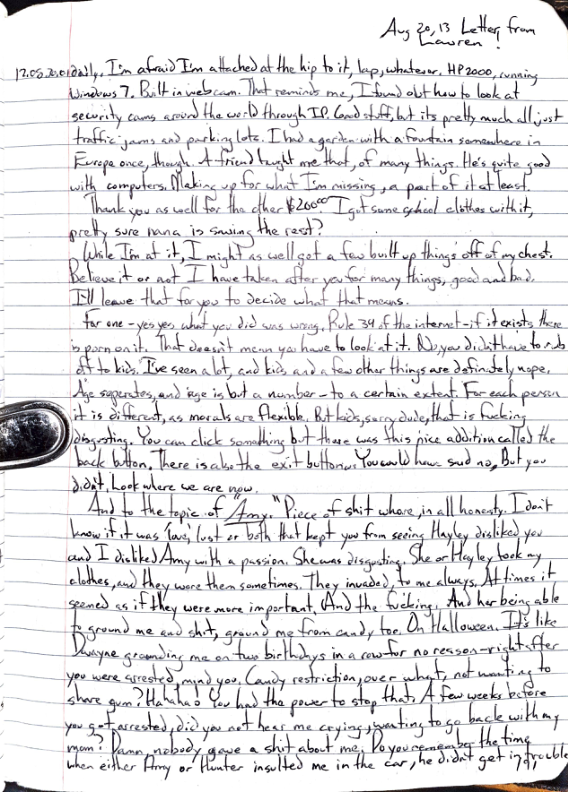 Aug 20, 13 Letter from
Lauren!
daily, I'm afraid I'm attached at the hip to it, lap, whatever. HP2000, running
Windows 7. Built in webcam. That reminds me, I found out how to look at
security cams around the world through IP. Good stuff, but its pretty much all just
traffic jams and parking lots. I had a garden with a fountain somewhere in
Europe once, though. A friend taught me that, of many things. He's quite good
with computers. Making up for what I'm missing, a part of it at least.
Thank you as well for the other $200⁰⁰ I got some school clothes with it,
pretty sure nana is saving the rest?
While I'm at it, I might as well get a few built up things off of my chest.
Believe it or not I have taken after you for many things, good and bad.
I'll leave that for you to decide what that means.
For one - yes yes, what you did was wrong. Rule 34 of the internet - if it exists there
is porn on it. That doesn't mean you have to look at it. No, you didn't have to rub
off to kids. I've seen a lot, and kids and a few other things are definitely nope.
Age seperates, and age is but a number - to a certain extent. For each person
it is different, as morals are flexible. But kids, sorry dude, that is fucking
disgusting. You can click something but there was this nice addition called the
back button. There is also the exit button. You could have said no, But you
didn't. Look where we are now.
And to the topic of "Amy." Piece of shit whore, in all honesty. I don't
know if it was 'love,' lust or both that kept you from seeing Hayley disliked you
and I disliked Amy with a passion. She was disgusting. She or Hayley took my
clothes, and they wore them sometimes. They invaded, to me always. At times it
seemed as if they were more important. And the fucking. And her being able
to ground me and shit, ground me from candy too. On Halloween. It's like
Dwayne grounding me on two birthdays in a row for no reason - right after
you were arrested, mind you. Candy restriction, over what, not wanting to
share gum? Hahaha! You had tha power to stop that. A few weeks before
you got arrested, did you not hear me crying, wanting to go back with my
mom? Damn, nobody gave a shit about me. Do you remember the time
when either Amy or Hunter insulted me in the car, he didn't get in trouble